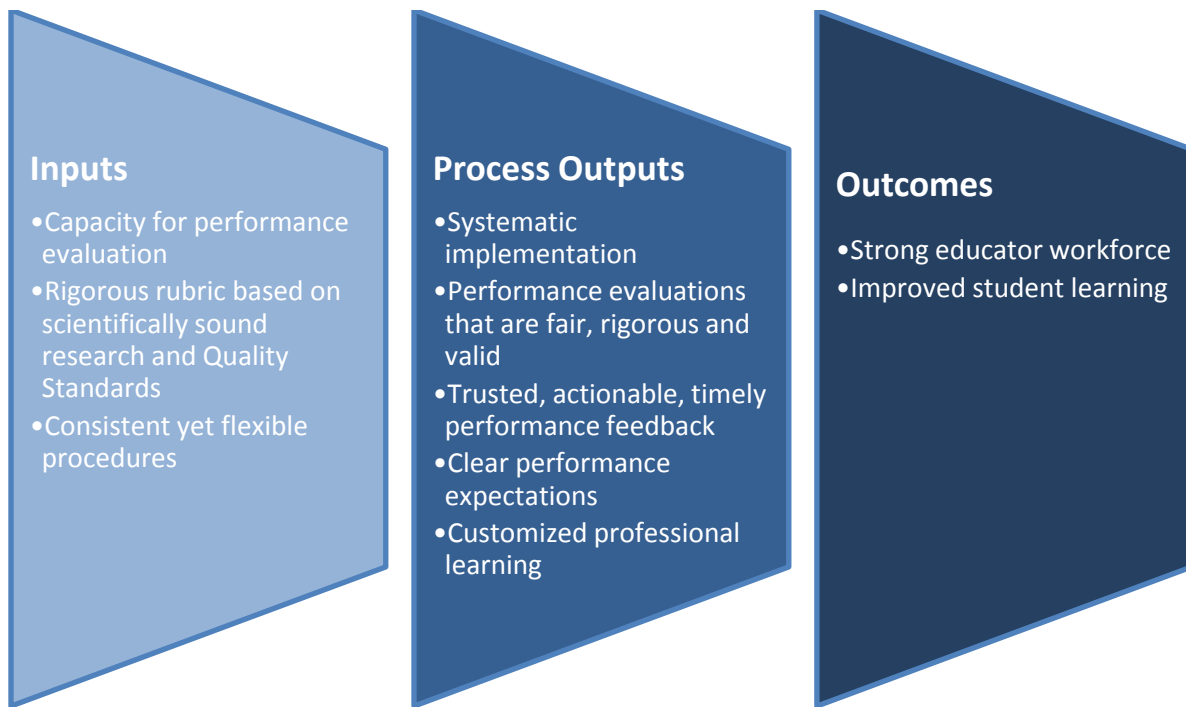 Inputs
•Capacity for performance
evaluation
•Rigorous rubric based on
scientifically sound
research and Quality
Standards
•Consistent yet flexible
procedures
Process Outputs
•Systematic
implementation
•Performance evaluations
that are fair, rigorous and
valid
•Trusted, actionable, timely
performance feedback
•Clear performance
expectations
•Customized professional
learning
Outcomes
•Strong educator workforce
•Improved student learning